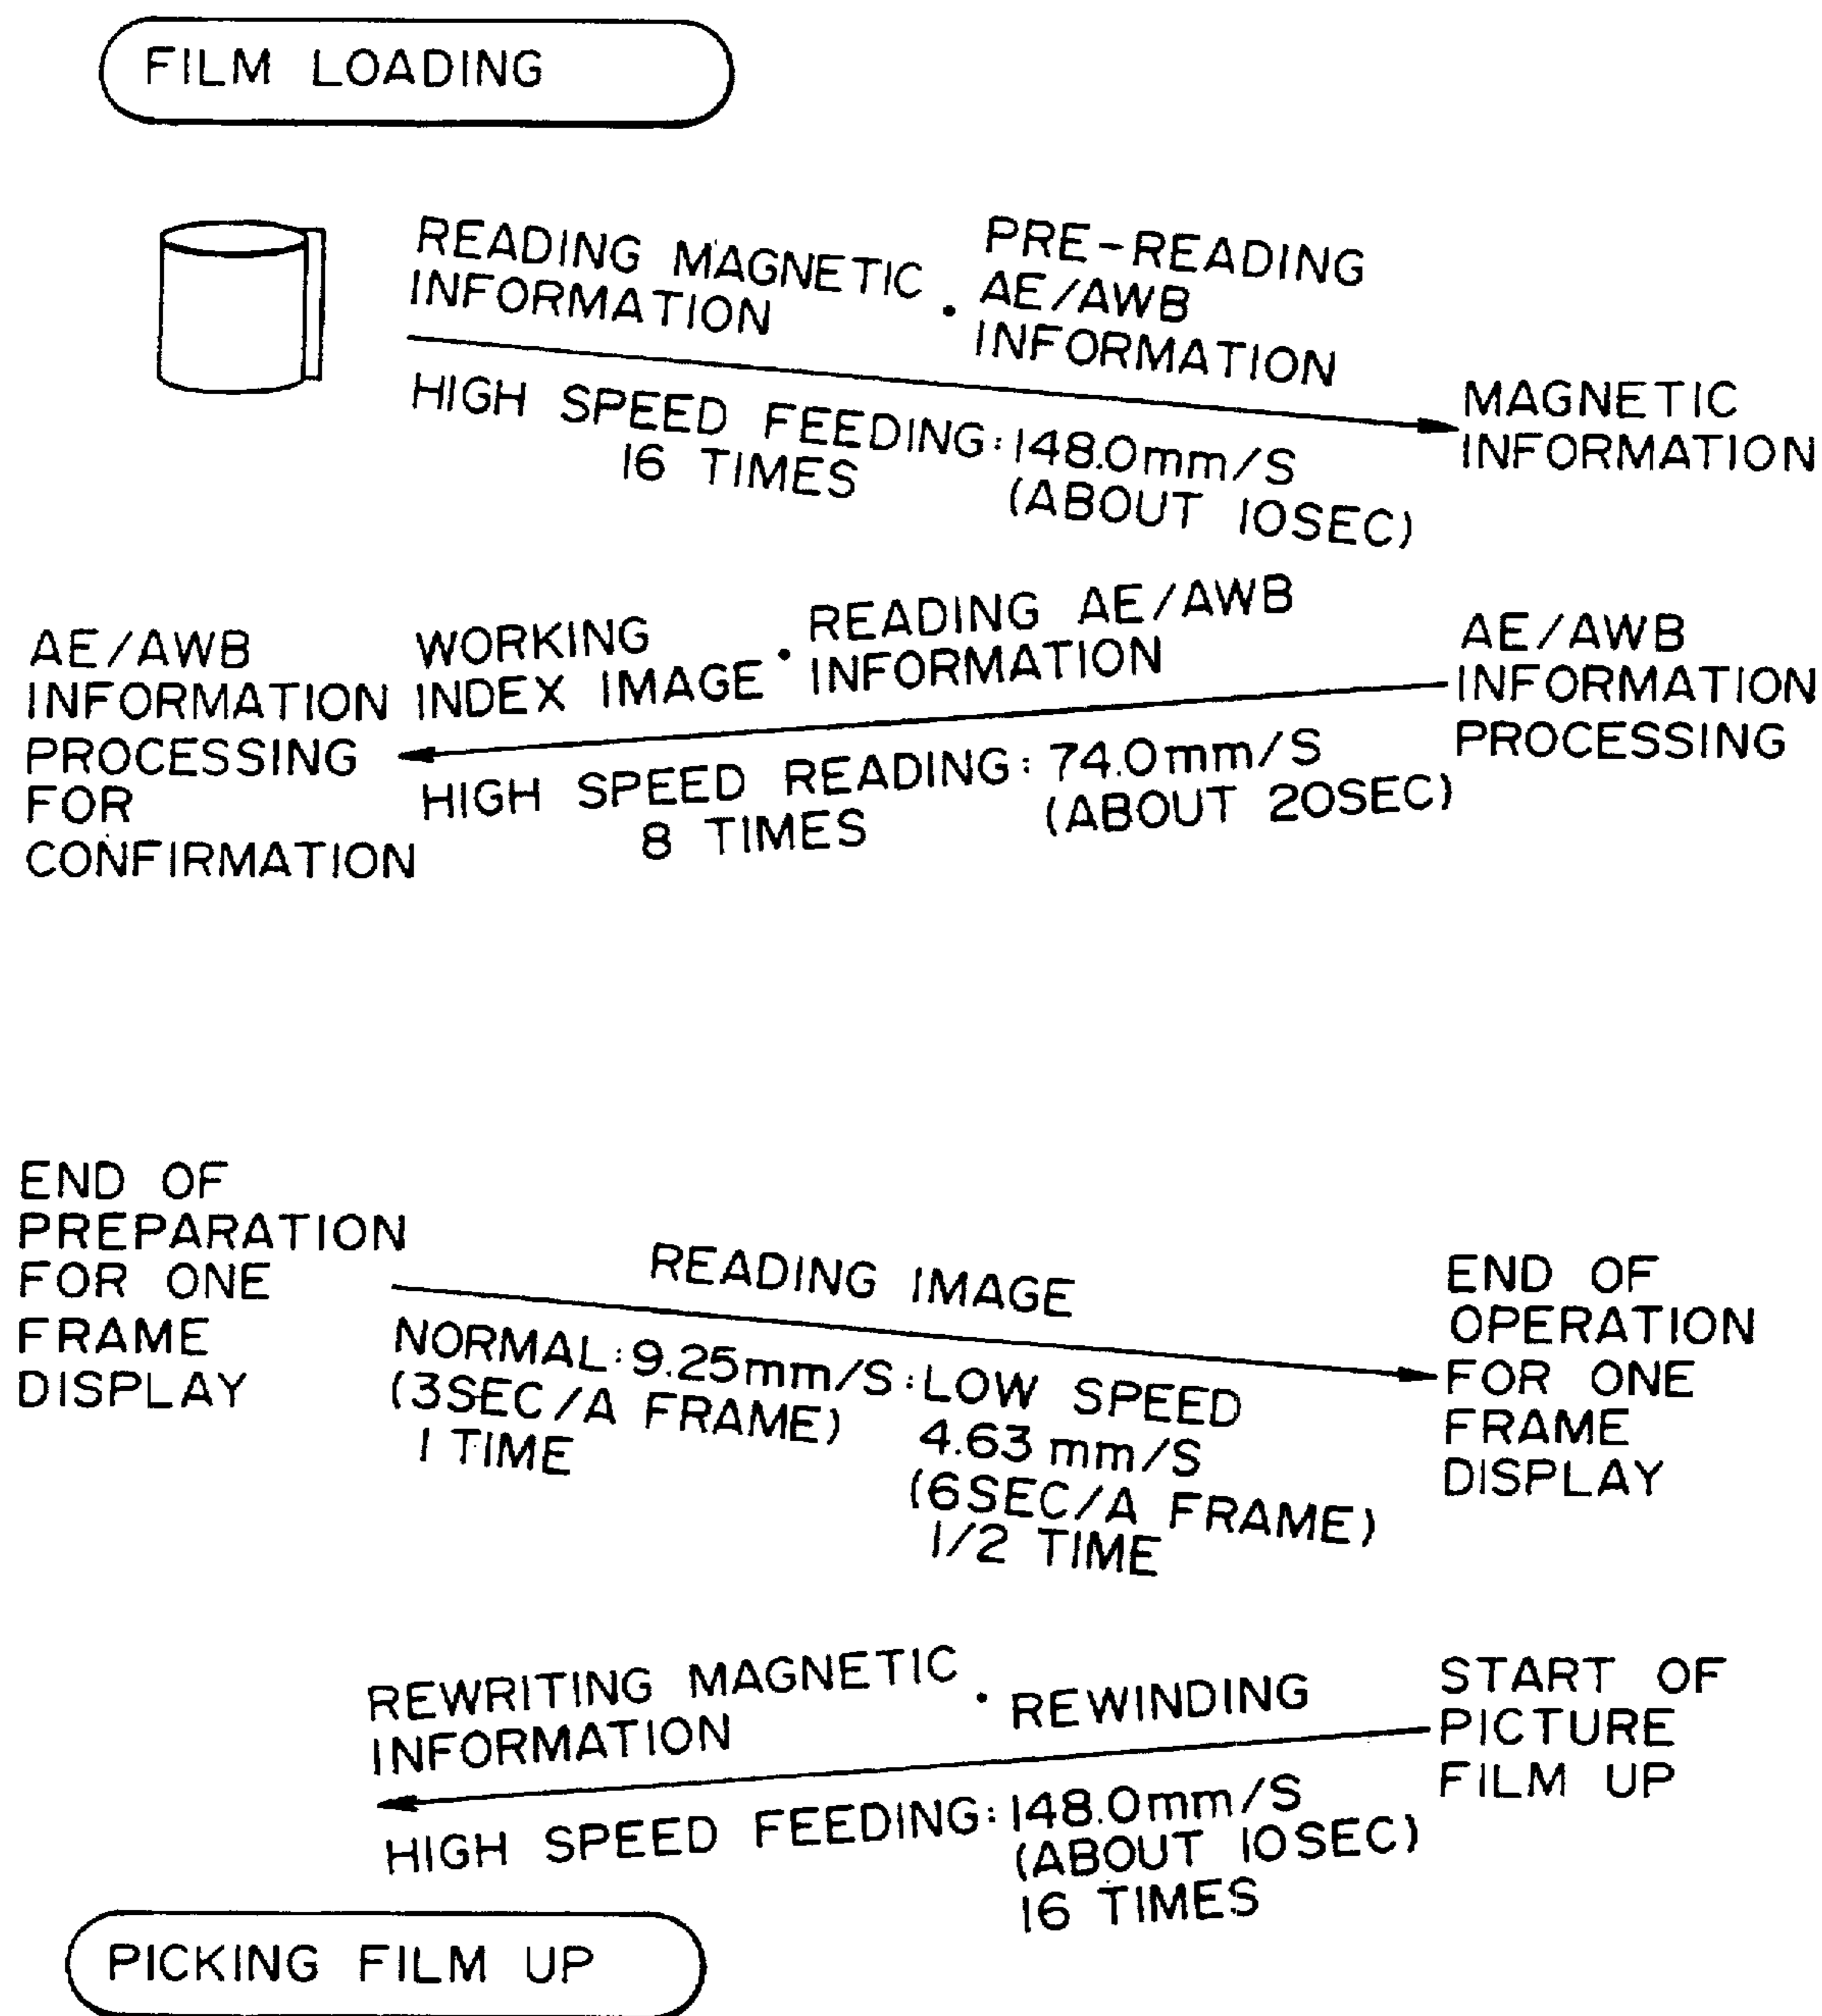 FILM LOADING
READING MAGNETIC
INFORMATION
·
PRE-READING
AE/AWB
INFORMATION
HIGH SPEED FEEDING:148.0mm/S
16 TIMES
(ABOUT 10SEC)
MAGNETIC
INFORMATION
AE/AWB
INFORMATION
PROCESSING
FOR
CONFIRMATION
WORKING
INDEX IMAGE
·
READING AE/AWB
INFORMATION
HIGH SPEED READING:74.0mm/S
8 TIMES
(ABOUT 20SEC)
AE/AWB
INFORMATION
PROCESSING
END OF
PREPARATION
FOR ONE
FRAME
DISPLAY
READING IMAGE
NORMAL:9.25mm/S:LOW SPEED
(3SEC/A FRAME)
1 TIME
4.63mm/S
(6SEC/A FRAME)
1/2 TIME
END OF
OPERATION
FOR ONE
FRAME
DISPLAY
REWRITING MAGNETIC
INFORMATION
· REWINDING
HIGH SPEED FEEDING:148.0mm/S
(ABOUT 10SEC)
16 TIMES
START OF
PICTURE
FILM UP
PICKING FILM UP